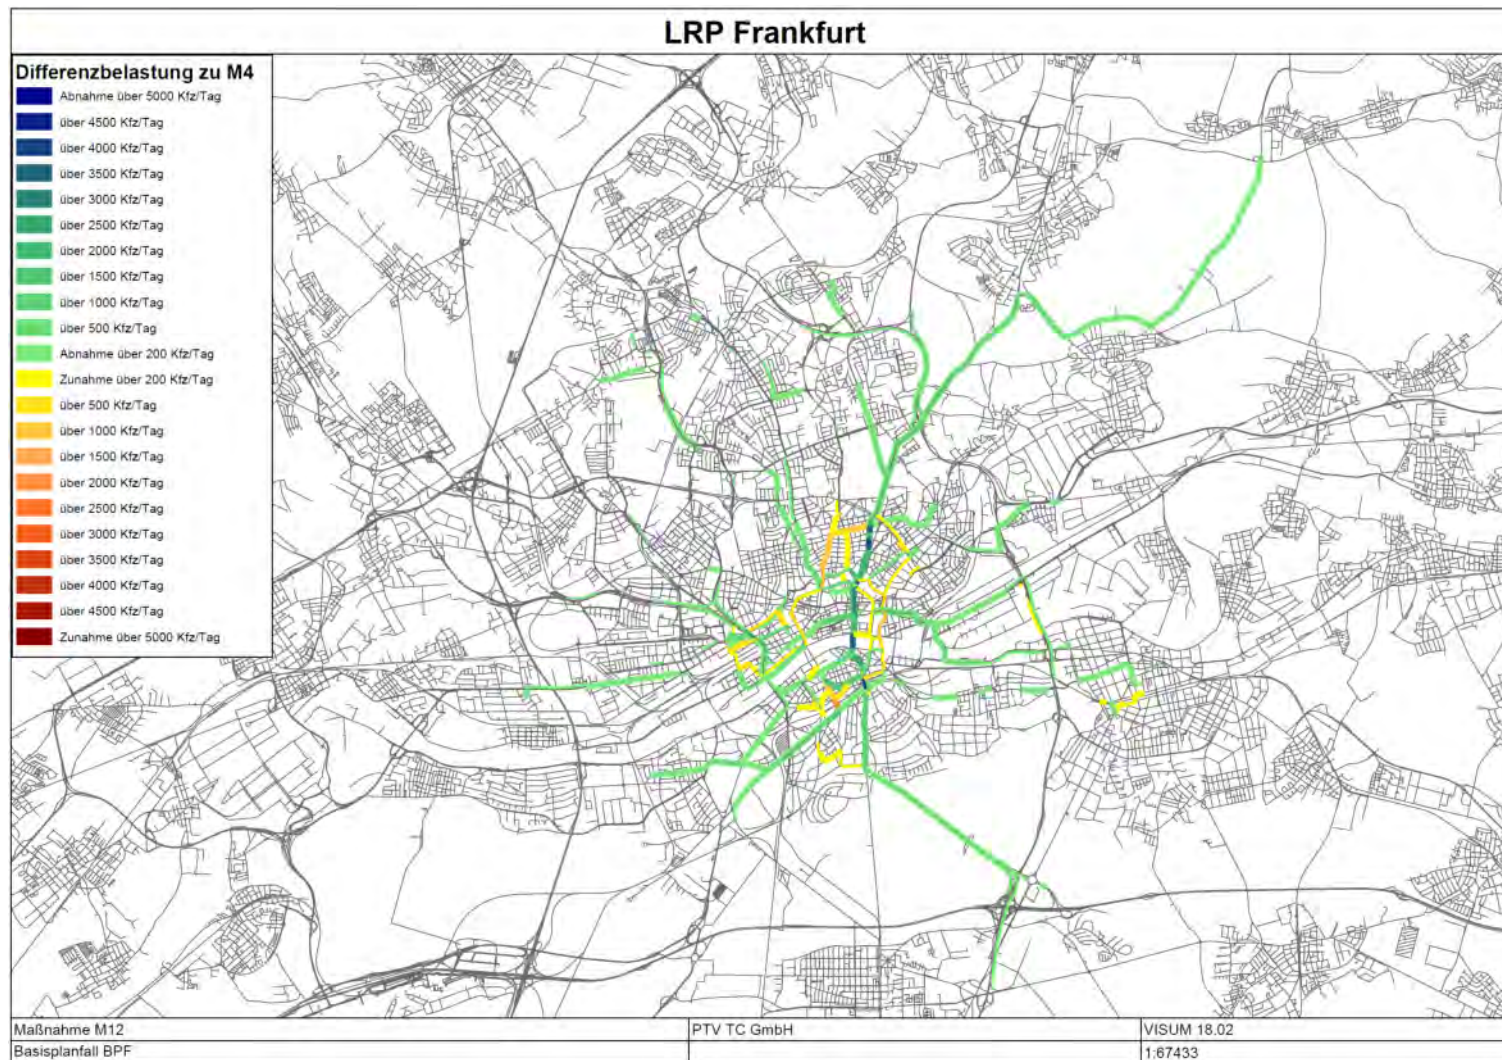 LRP Frankfurt
Differenzbelastung zu M4
Abnahme über 5000 Kfz/Tag
über 4500 Kfz/Tag
über 4000 Kfz/Tag
über 3500 Kfz/Tag
über 3000 Kfz/Tag
über 2500 Kfz/Tag
über 2000 Kfz/Tag
über 1500 Kfz/Tag
über 1000 Kfz/Tag
über 500 Kfz/Tag
Abnahme über 200 Kfz/Tag
Zunahme über 200 Kfz/Tag
über 500 Kfz/Tag
über 1000 Kfz/Tag
über 1500 Kfz/Tag
über 2000 Kfz/Tag
über 2500 Kfz/Tag
über 3000 Kfz/Tag
über 3500 Kfz/Tag
über 4000 Kfz/Tag
über 4500 Kfz/Tag
Zunahme über 5000 Kfz/Tag
Maßnahme M12
PTV TC GmbH
VISUM 18.02
Basisplanfall BPF
1:67433